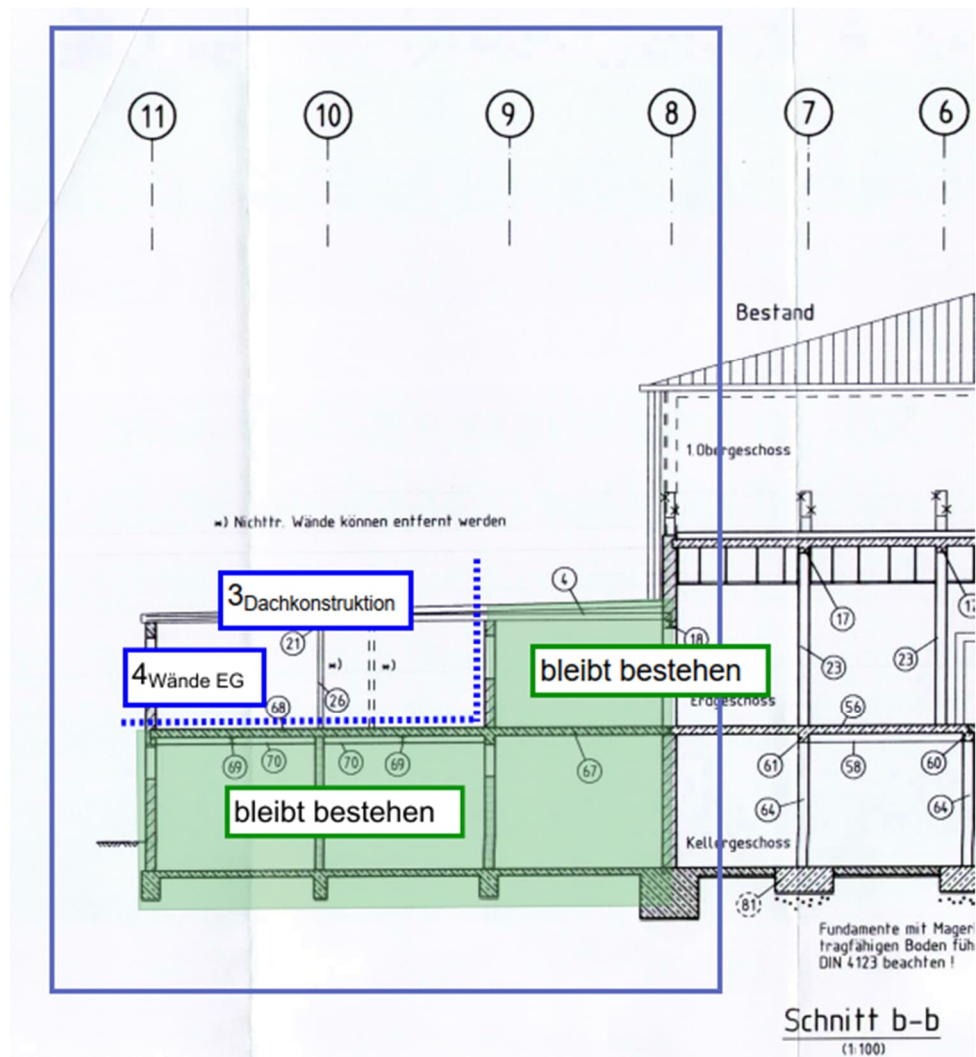 11 10 9 8 7 6
Bestand
1.Obergeschoss
*) Nichttr. Wände können entfernt werden
3Dachkonstruktion
4
21
17
18
4Wände EG
*) *)
bleibt bestehen
23
23
26
68
Erdgeschoss
56
69 70 70 69
67
61 58 60
bleibt bestehen
64
64
Kellergeschoss
81
Fundamente mit Mager
tragfähigen Boden füh
DIN 4123 beachten !
Schnitt b-b
(1:100)